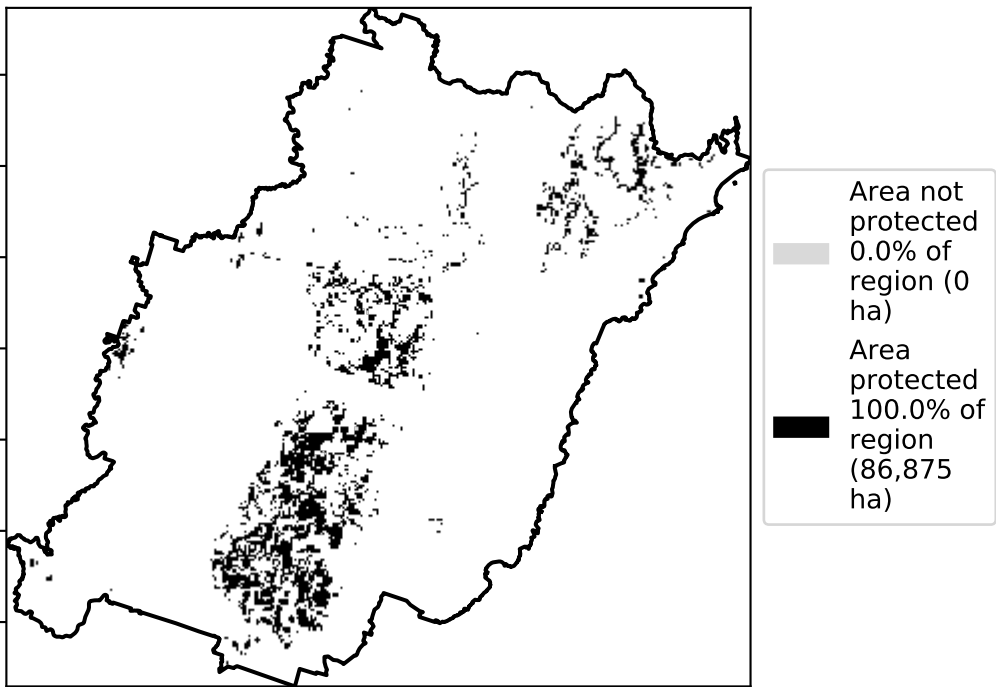 Area not
protected
0.0% of
region (0
ha)
Area
protected
100.0% of
region
(86,875
ha)